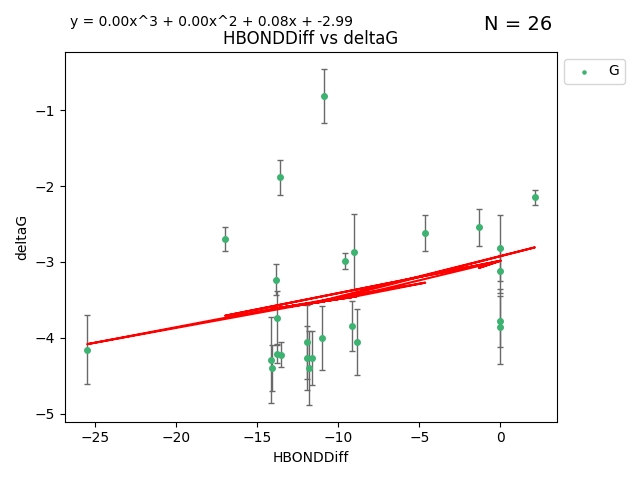 y = 0.00x^3 + 0.00x^2 + 0.08x + -2.99
N = 26
HBONDDiff vs deltaG
G
−1
−2
−3
−4
−5
deltaG
−25
−20
−15
−10
−5
0
HBONDDiff